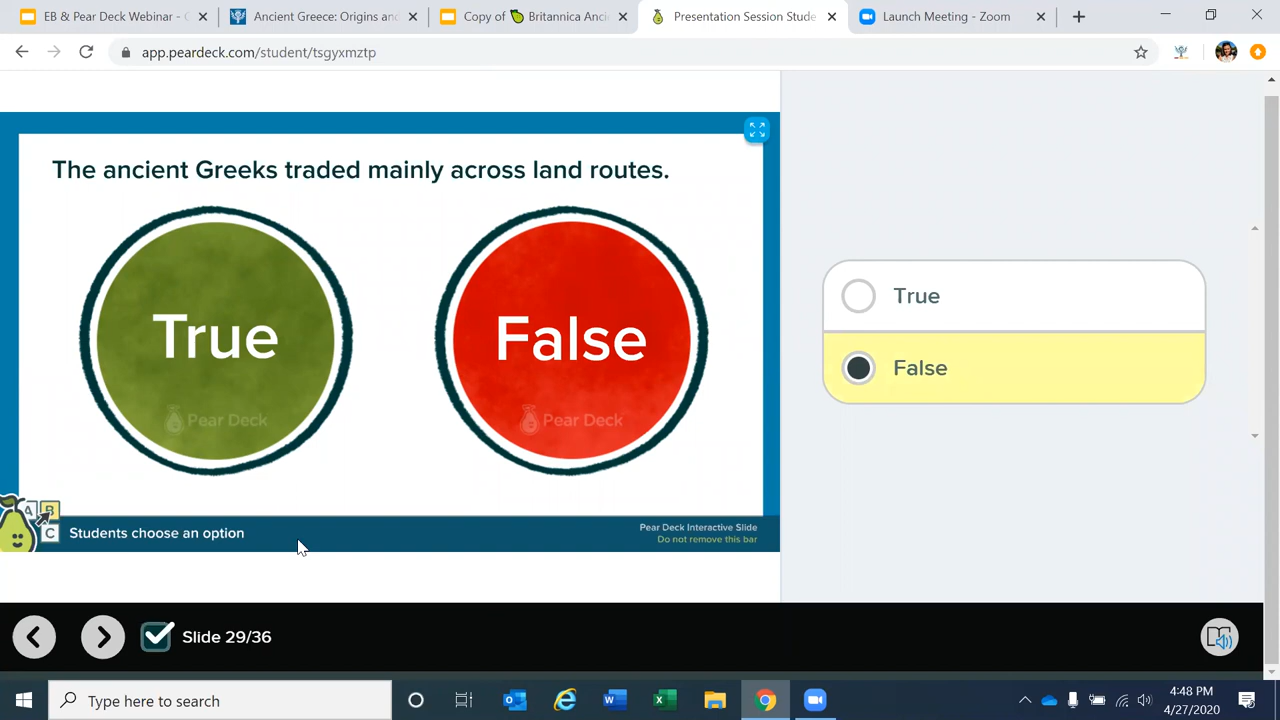 EB & Pear Deck Webinar - G
Ancient Greece: Origins and
Copy of Britannica Anci
Presentation Session Stude
Launch Meeting - Zoom
app.peardeck.com/student/tsgyxmztp
The ancient Greeks traded mainly across land routes.
True
False
Pear Deck
Pear Deck
True
False
A B
C
Students choose an option
Pear Deck Interactive Slide
Do not remove this bar
Slide 29/36
Type here to search
4:48 PM
4/27/2020